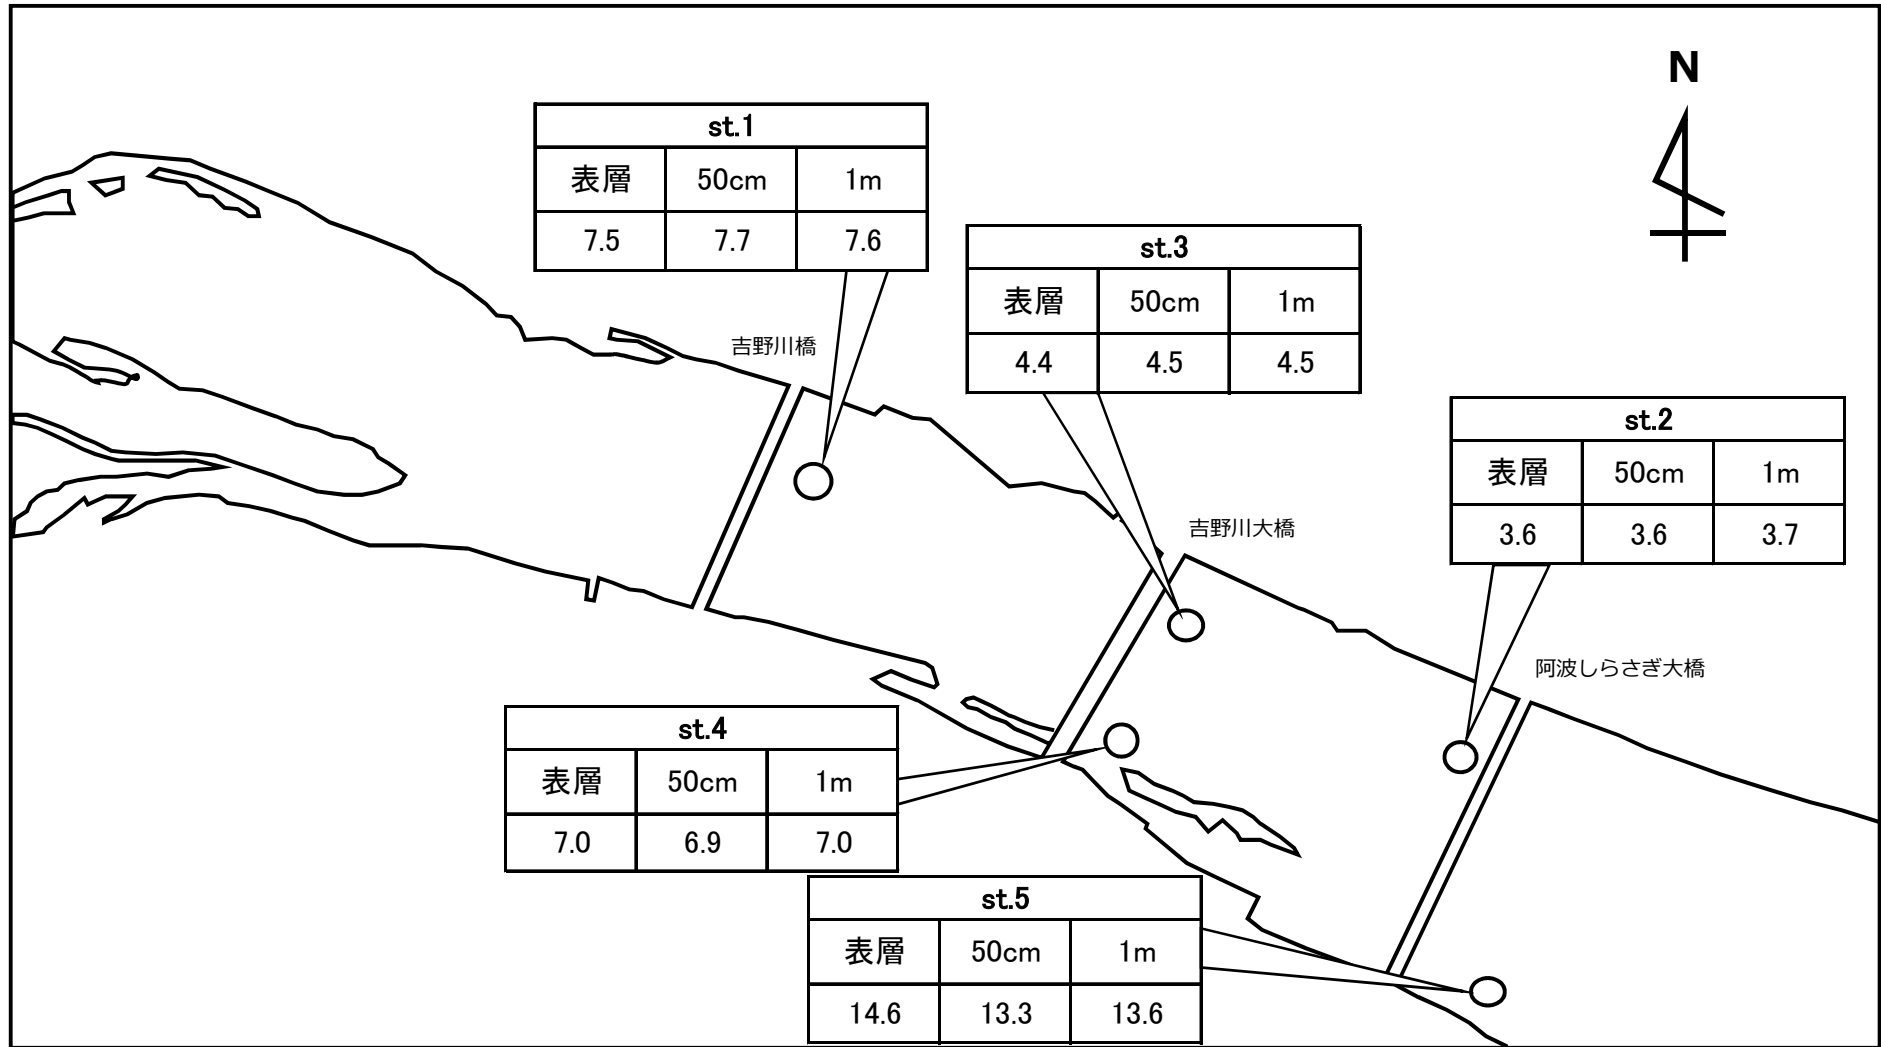 N
st.1
表層 50cm 1m
7.5 7.7 7.6
st.3
表層 50cm 1m
4.4 4.5 4.5
吉野川橋
st.2
表層 50cm 1m
3.6 3.6 3.7
吉野川大橋
阿波しらさぎ大橋
st.4
表層 50cm 1m
7.0 6.9 7.0
st.5
表層 50cm 1m
14.6 13.3 13.6